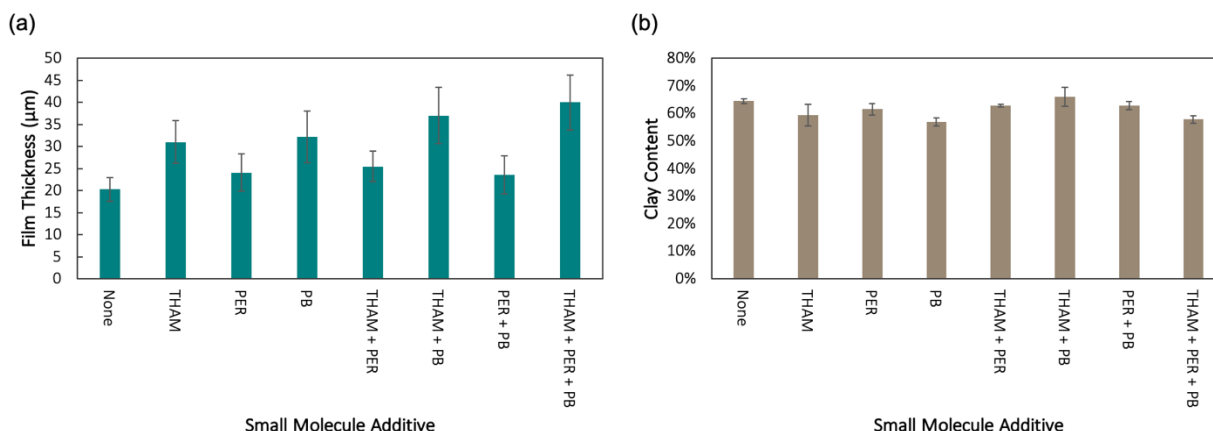 (a)
50
45
40
35
30
25
20
15
10
5
0
Film Thickness (µm)
None
THAM
PER
PB
THAM + PER
THAM + PB
PER + PB
THAM + PER +
PB
Small Molecule Additive
(b)
80%
70%
60%
50%
40%
30%
20%
10%
0%
Clay Content
None
THAM
PER
PB
THAM + PER
THAM + PB
PER + PB
THAM + PER +
PB
Small Molecule Additive